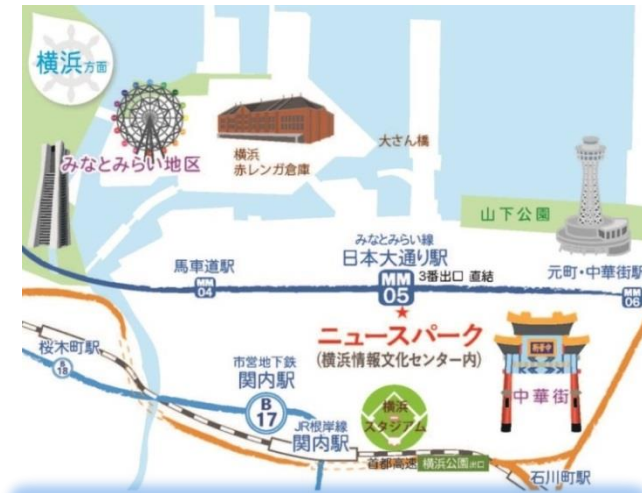 横浜方面
みなとみらい地区
横浜
赤レンガ倉庫
大さん橋
山下公園
みなとみらい線
日本大通り駅
馬車道駅
MM
04
MM
05
3番出口 直結
元町・中華街駅
MM
06
ニュースパーク
(横浜情報文化センター内)
桜木町駅
B
18
市営地下鉄
関内駅
B
17
JR根岸線
関内駅
横浜
スタジアム
中華街
首都高速 横浜公園出口
石川町駅